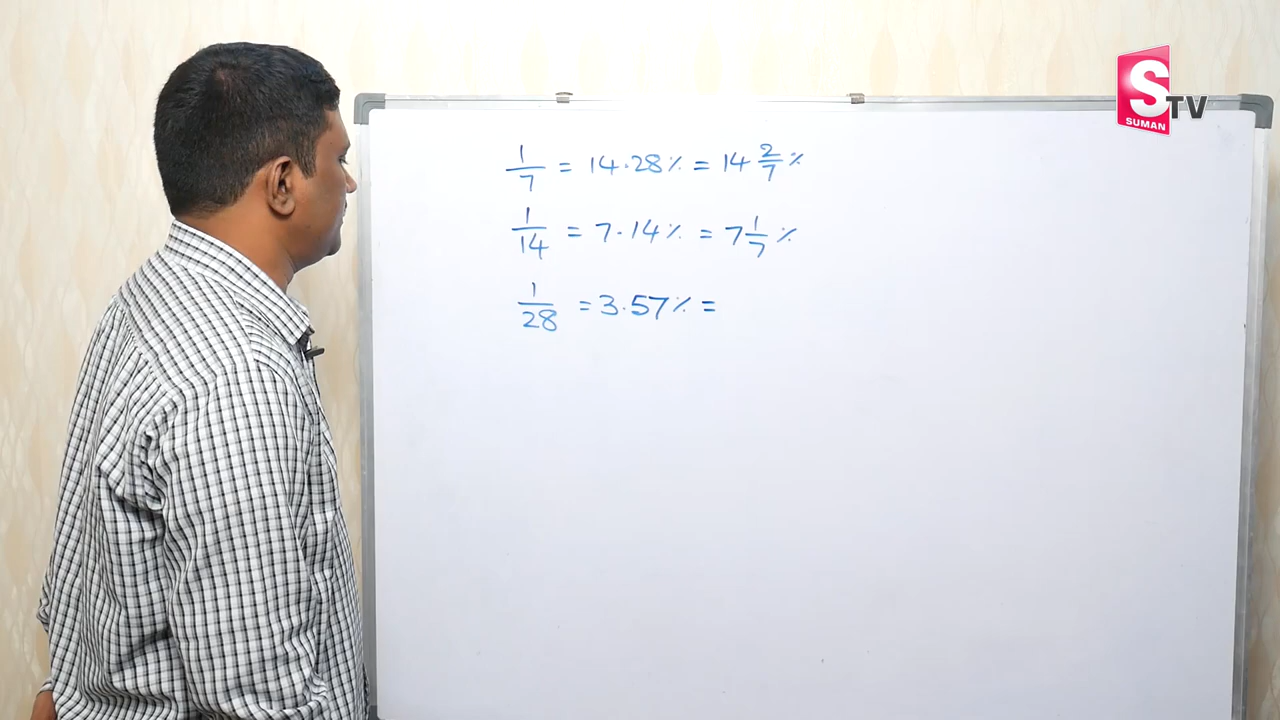 S TV
SUMAN
1/7 = 14.28% = 14 2/7 %
1/14 = 7.14% = 7 1/7 %
1/28 = 3.57% =